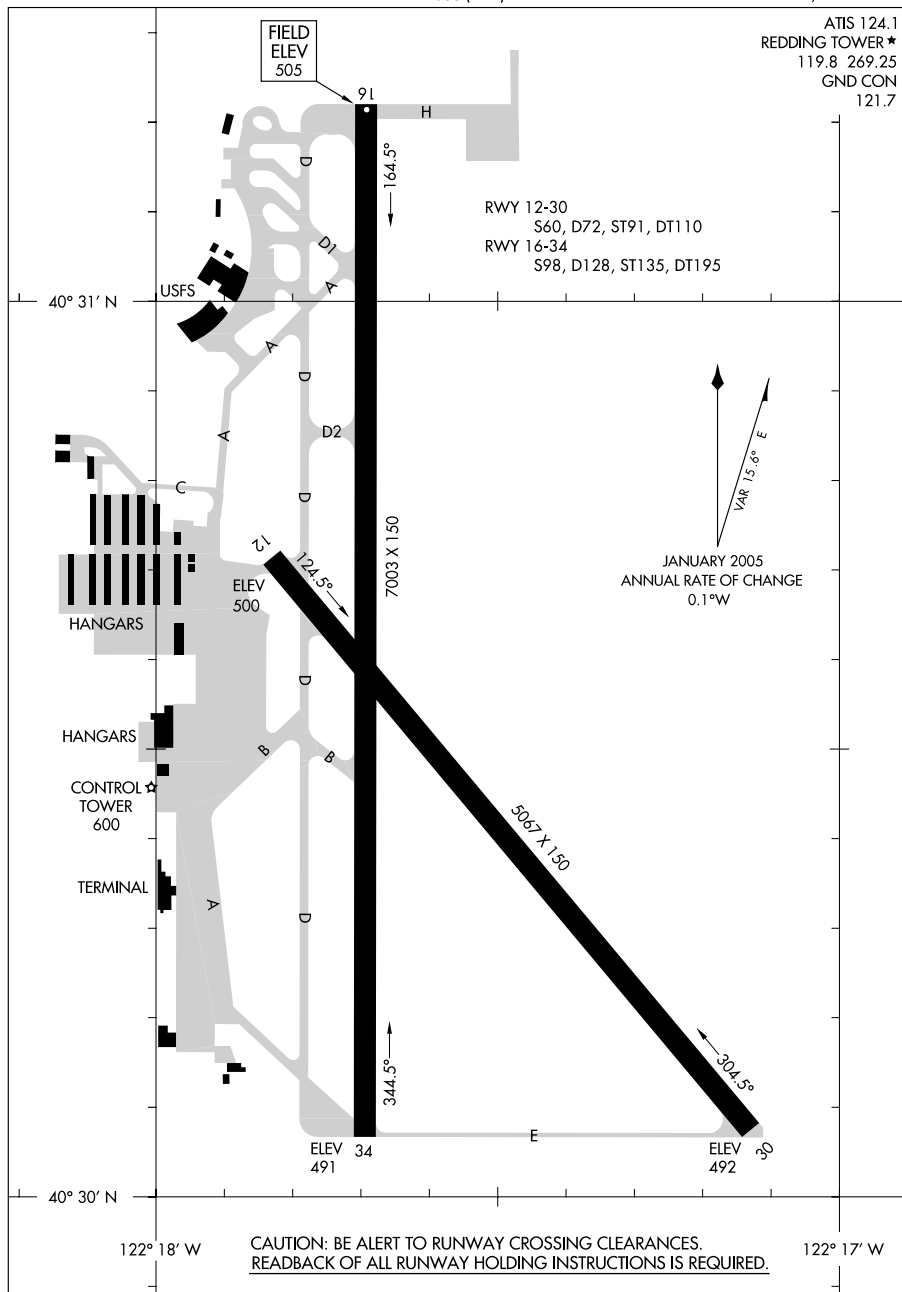 ATIS 124.1
REDDING TOWER★
119.8 269.25
GND CON
121.7
FIELD
ELEV
505
16
H
D
164.5°
RWY 12-30
S60, D72, ST91, DT110
RWY 16-34
S98, D128, ST135, DT195
D1
A
USFS
40° 31' N
A
D
D2
A
VAR 15.6° E
C
D
JANUARY 2005
ANNUAL RATE OF CHANGE
0.1°W
12
124.5°
7003 X 150
ELEV
500
HANGARS
D
HANGARS
B
B
CONTROL
TOWER
600
5067 X 150
TERMINAL
A
D
344.5°
304.5°
E
ELEV
491
34
ELEV
492
30
40° 30' N
122° 18' W
122° 17' W
CAUTION: BE ALERT TO RUNWAY CROSSING CLEARANCES.
READBACK OF ALL RUNWAY HOLDING INSTRUCTIONS IS REQUIRED.